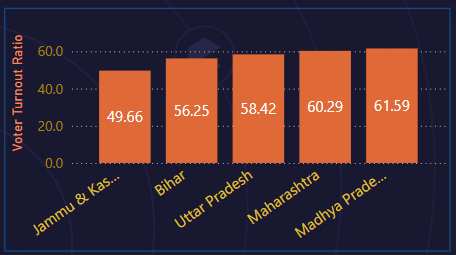 Voter Turnout Ratio
60.0
40.0
20.0
0.0
49.66
56.25
58.42
60.29
61.59
Jammu & Kas...
Bihar
Uttar Pradesh
Maharashtra
Madhya Prade...